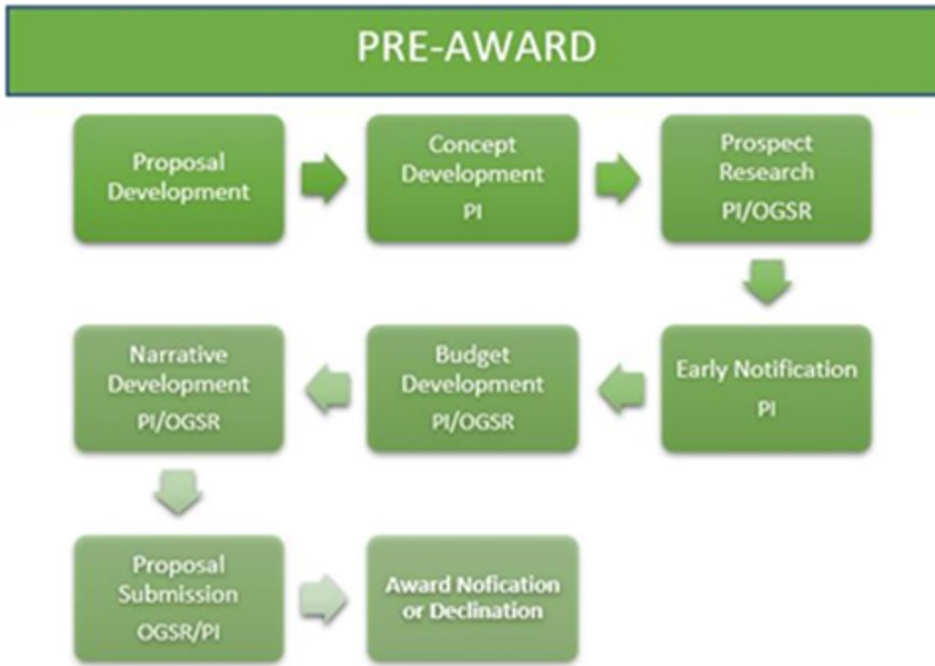 PRE-AWARD
Proposal
Development
Concept
Development
PI
Prospect
Research
PI/OGSR
Early Notification
PI
Budget
Development
PI/OGSR
Narrative
Development
PI/OGSR
Proposal
Submission
OGSR/PI
Award Nofication
or Declination